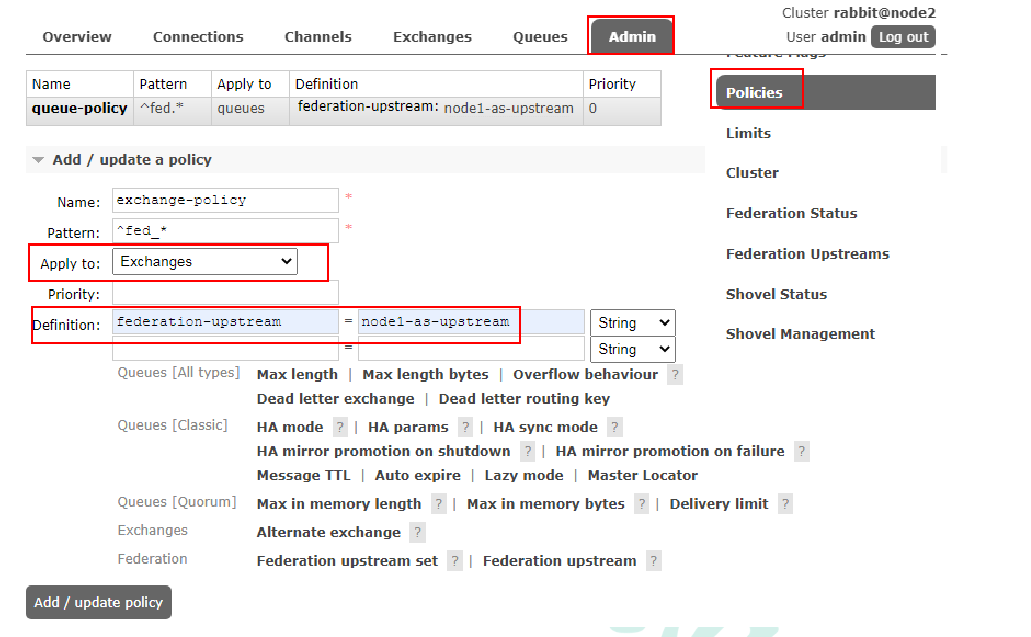 Cluster rabbit@node2
Overview Connections Channels Exchanges Queues Admin
User admin Log out
Feature Flags
Name Pattern Apply to Definition Priority
queue-policy ^fed.* queues federation-upstream: node1-as-upstream 0
Policies
Limits
Cluster
Federation Status
Federation Upstreams
Shovel Status
Shovel Management
Add / update a policy
Name: exchange-policy *
Pattern: ^fed_* *
Apply to: Exchanges
Priority:
Definition: federation-upstream = node1-as-upstream String
= String
Queues [All types] Max length | Max length bytes | Overflow behaviour ?
Dead letter exchange | Dead letter routing key
Queues [Classic] HA mode ? | HA params ? | HA sync mode ?
HA mirror promotion on shutdown ? | HA mirror promotion on failure ?
Message TTL | Auto expire | Lazy mode | Master Locator
Queues [Quorum] Max in memory length ? | Max in memory bytes ? | Delivery limit ?
Exchanges Alternate exchange ?
Federation Federation upstream set ? | Federation upstream ?
Add / update policy